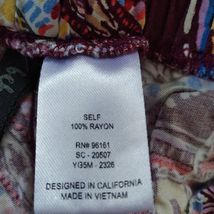 SELF
100% RAYON
RN# 96161
SC - 20507
YG5M - 2326
DESIGNED IN CALIFORNIA
MADE IN VIETNAM